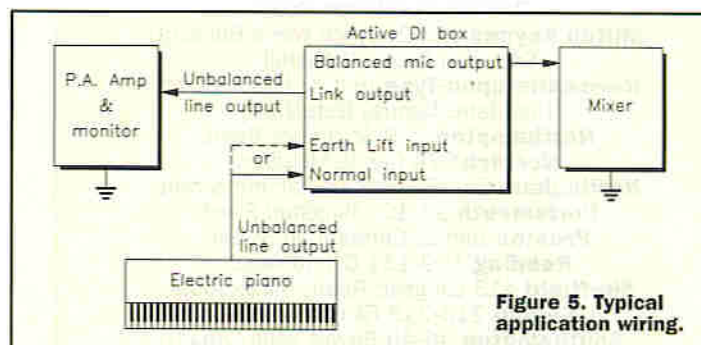 Active DI box
P.A. Amp
&
monitor
Unbalanced
line output
Balanced mic output
Link output
Earth Lift input
or
Normal input
Mixer
Unbalanced
line output
Electric piano
Figure 5. Typical
application wiring.